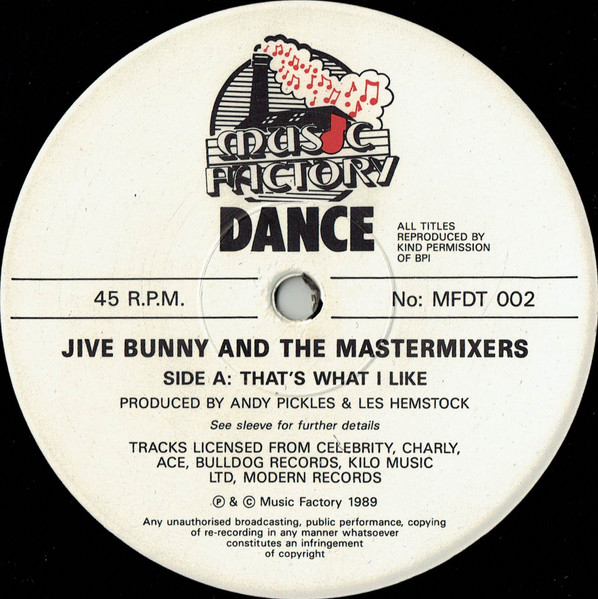 MUSIC
FACTORY
DANCE
ALL TITLES
REPRODUCED BY
KIND PERMISSION
OF BPI
45 R.P.M.
No: MFDT 002
JIVE BUNNY AND THE MASTERMIXERS
SIDE A: THAT'S WHAT I LIKE
PRODUCED BY ANDY PICKLES & LES HEMSTOCK
See sleeve for further details
TRACKS LICENSED FROM CELEBRITY, CHARLY,
ACE, BULLDOG RECORDS, KILO MUSIC
LTD, MODERN RECORDS
℗ & © Music Factory 1989
Any unauthorised broadcasting, public performance, copying
of re-recording in any manner whatsoever
constitutes an infringement
of copyright